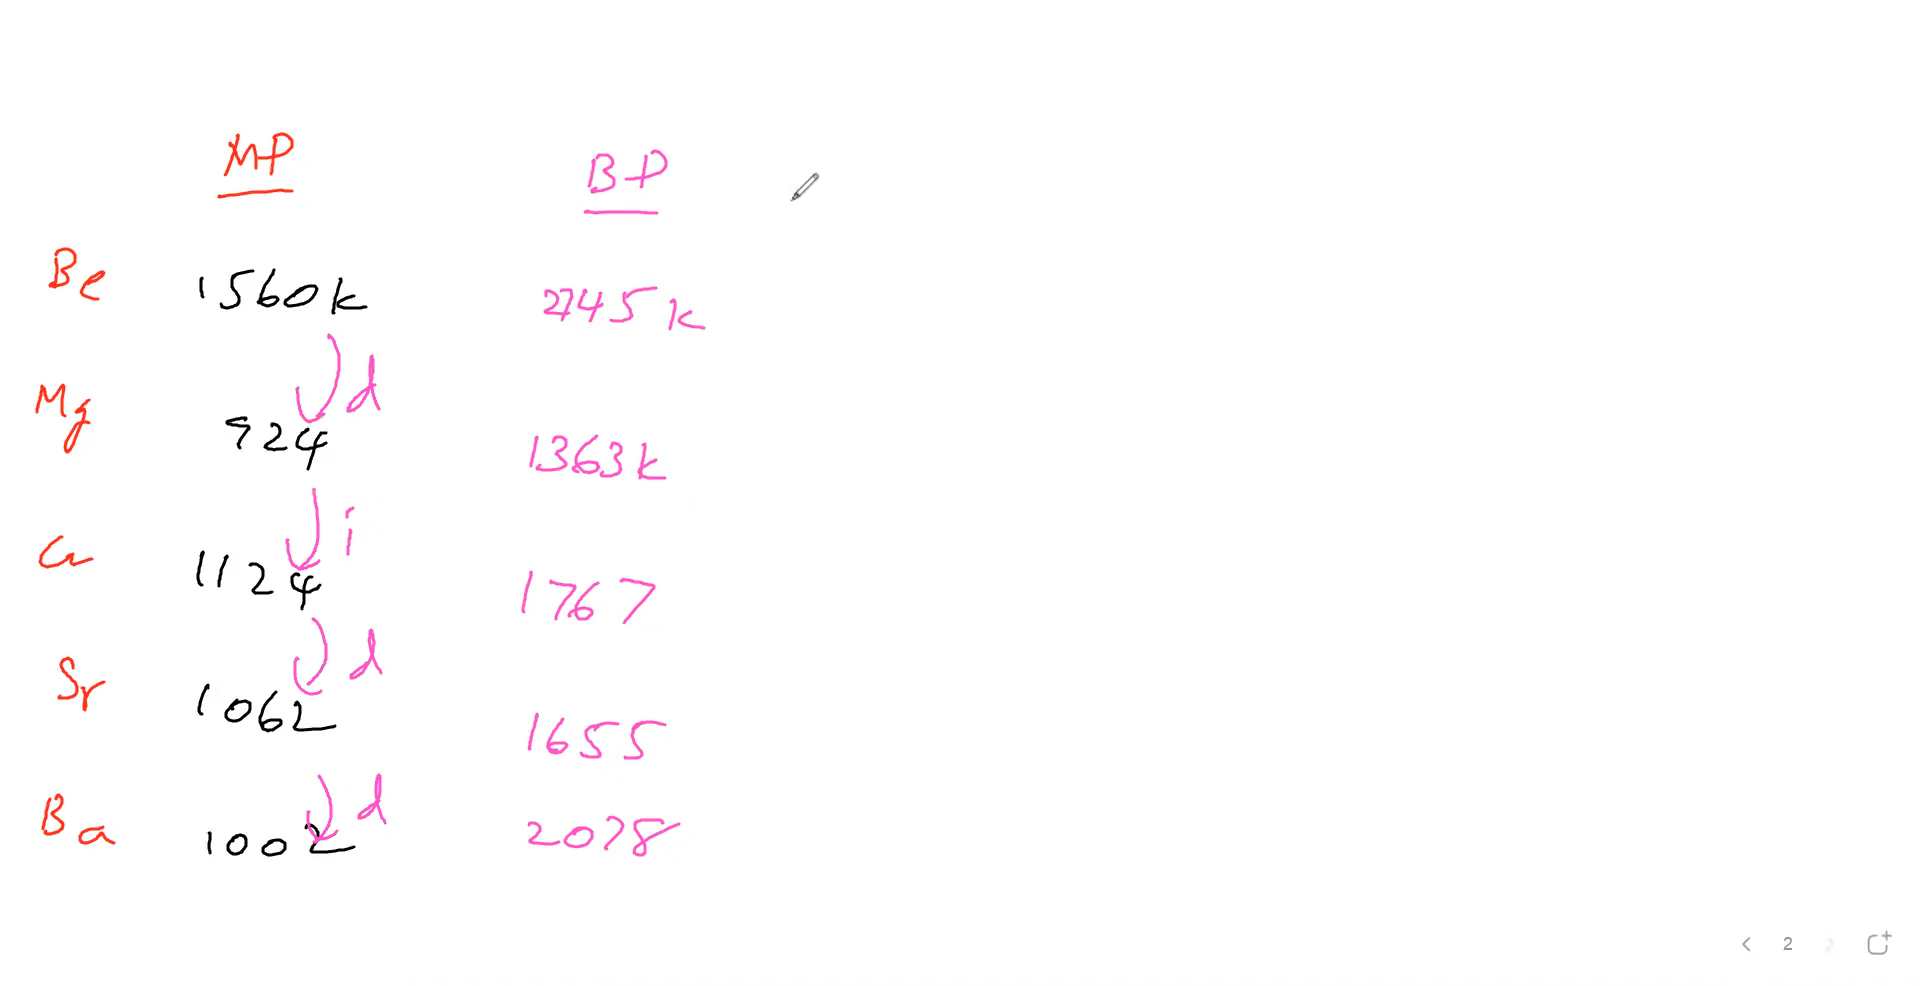 MP BP
Be 1560k 2745k
d
Mg 924 1363k
i
Ca 1124 1767
d
Sr 1062 1655
d
Ba 1002 2078
2